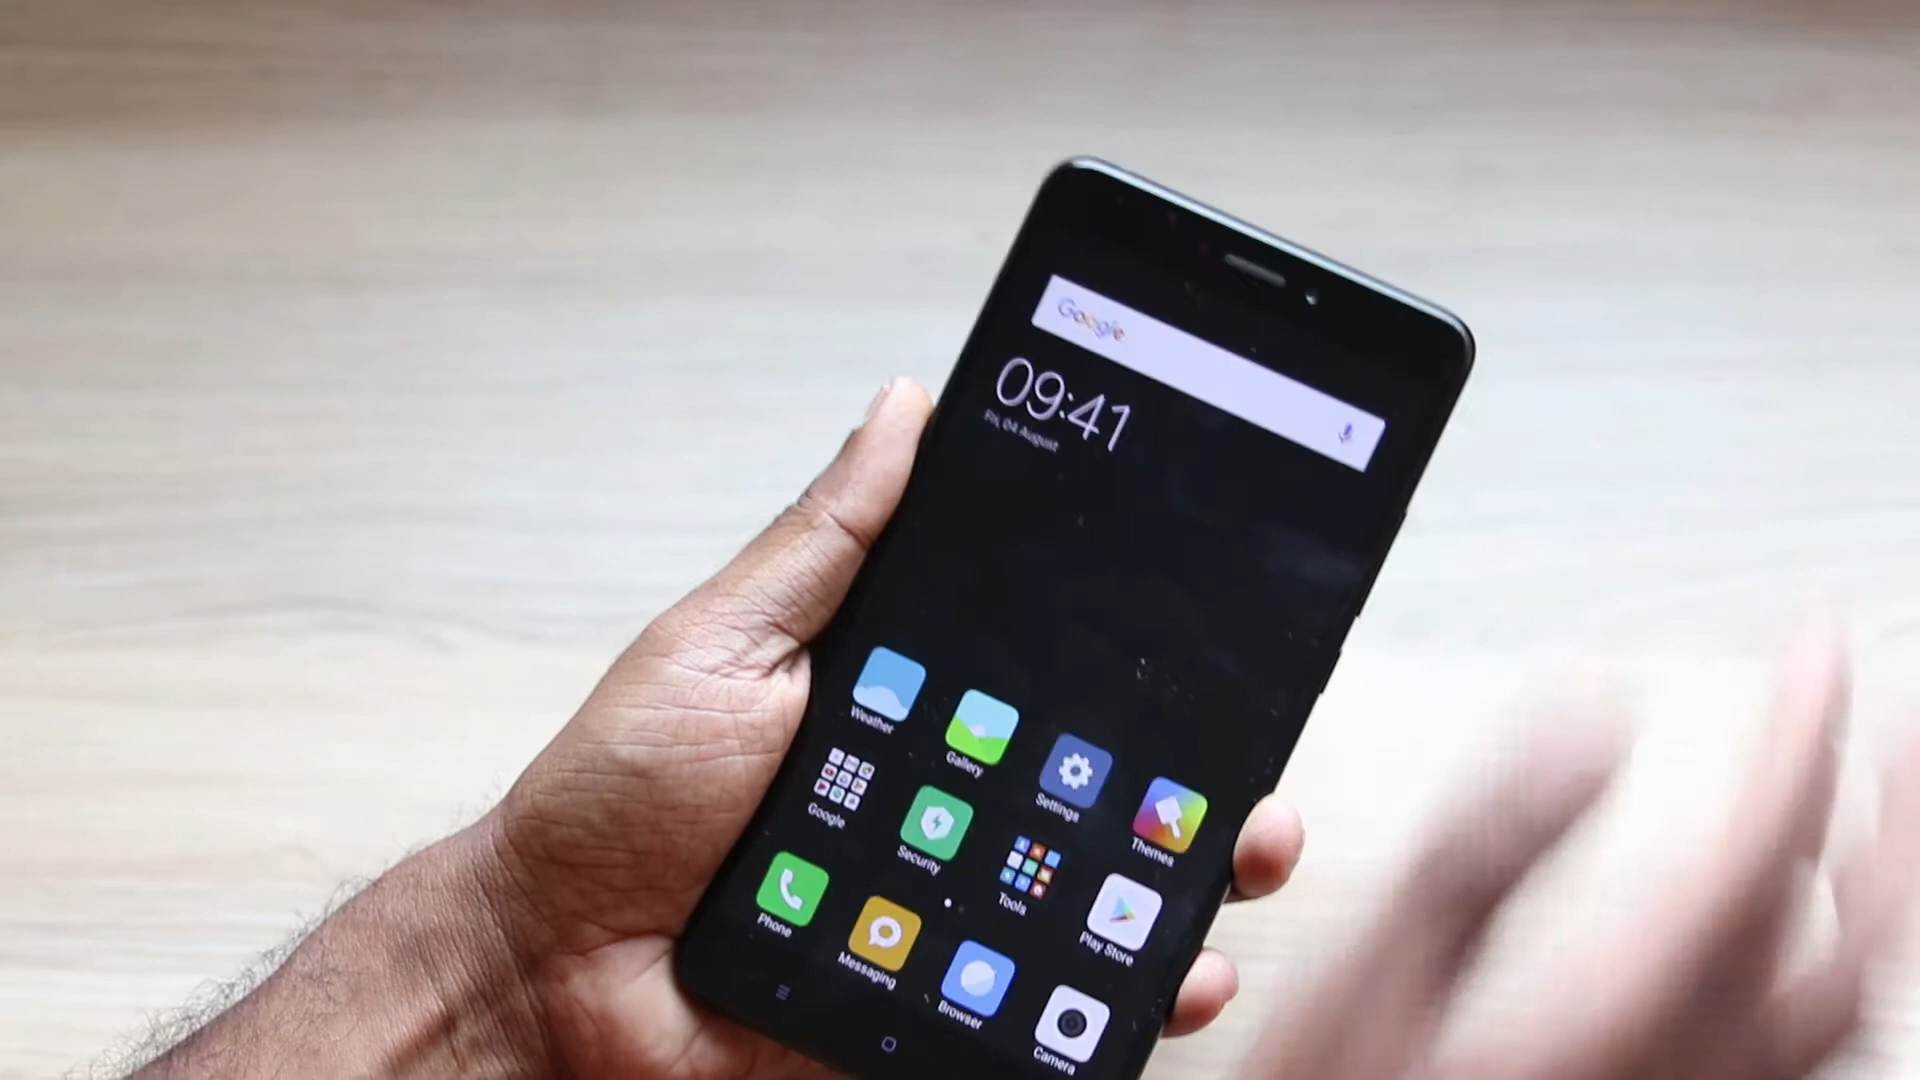 Google
09:41
Fri, 04 August
Weather
Gallery
Settings
Themes
Google
Security
Tools
Play Store
Phone
Messaging
Browser
Camera